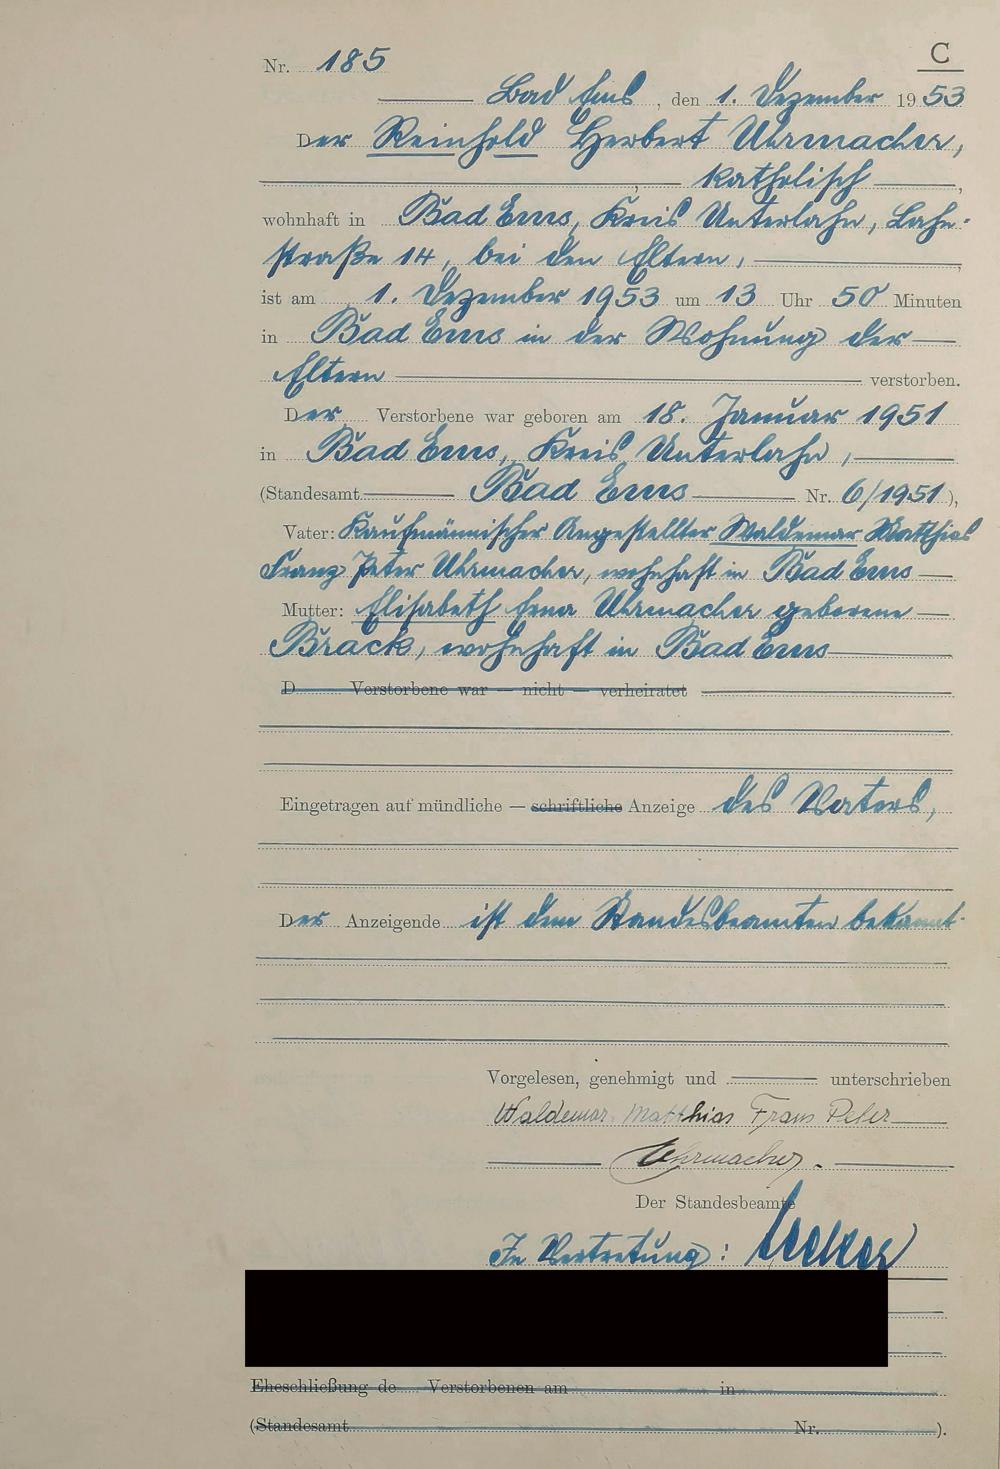 C
Nr. 185
Bad Ems, den 1. Dezember 1953
Der Reinhold Herbert Uhrmacher,
, katholisch,
wohnhaft in Bad Ems, Kreis Unterlahn, Lahn-
straße 14, bei den Eltern,
ist am 1. Dezember 1953 um 13 Uhr 50 Minuten
in Bad Ems in der Wohnung der
Eltern verstorben.
Der Verstorbene war geboren am 18. Januar 1951
in Bad Ems, Kreis Unterlahn,
(Standesamt Bad Ems Nr. 6/1951),
Vater: Kaufmännischer Angestellter Waldemar Matthias
Franz Peter Uhrmacher, wohnhaft in Bad Ems
Mutter: Elisabeth Erna Uhrmacher geborene
Brack, wohnhaft in Bad Ems
D Verstorbene war — nicht — verheiratet
Eingetragen auf mündliche — schriftliche Anzeige des Vaters,
Der Anzeigende ist dem Standesbeamten bekannt.
Vorgelesen, genehmigt und unterschrieben
Waldemar Matthias Franz Peter
Uhrmacher.
Der Standesbeamte
In Vertretung:
Eheschließung de Verstorbenen am in
(Standesamt Nr. ).